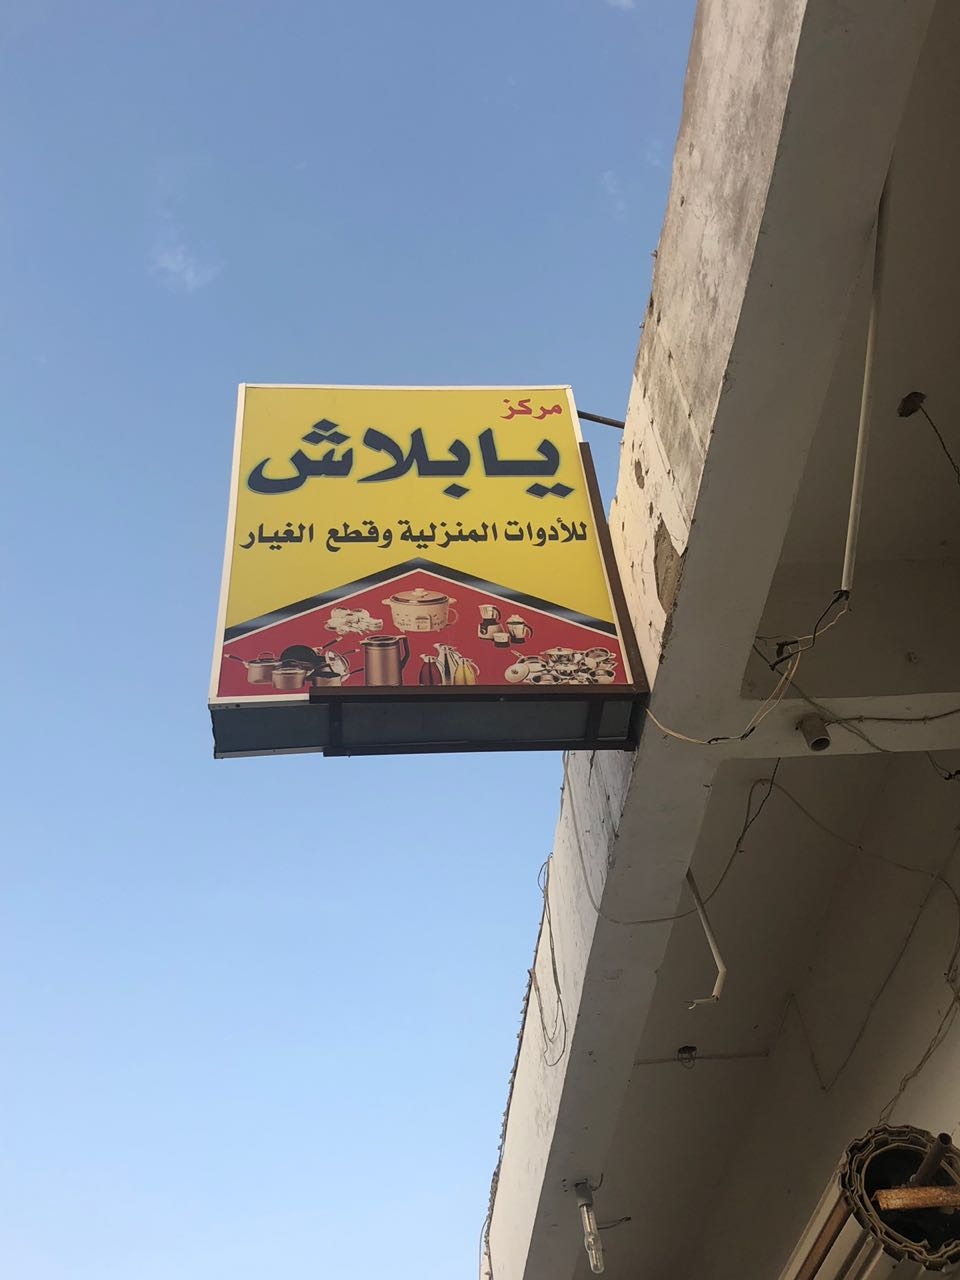 مركز
يا بلاش
للأدوات المنزلية وقطع الغيار